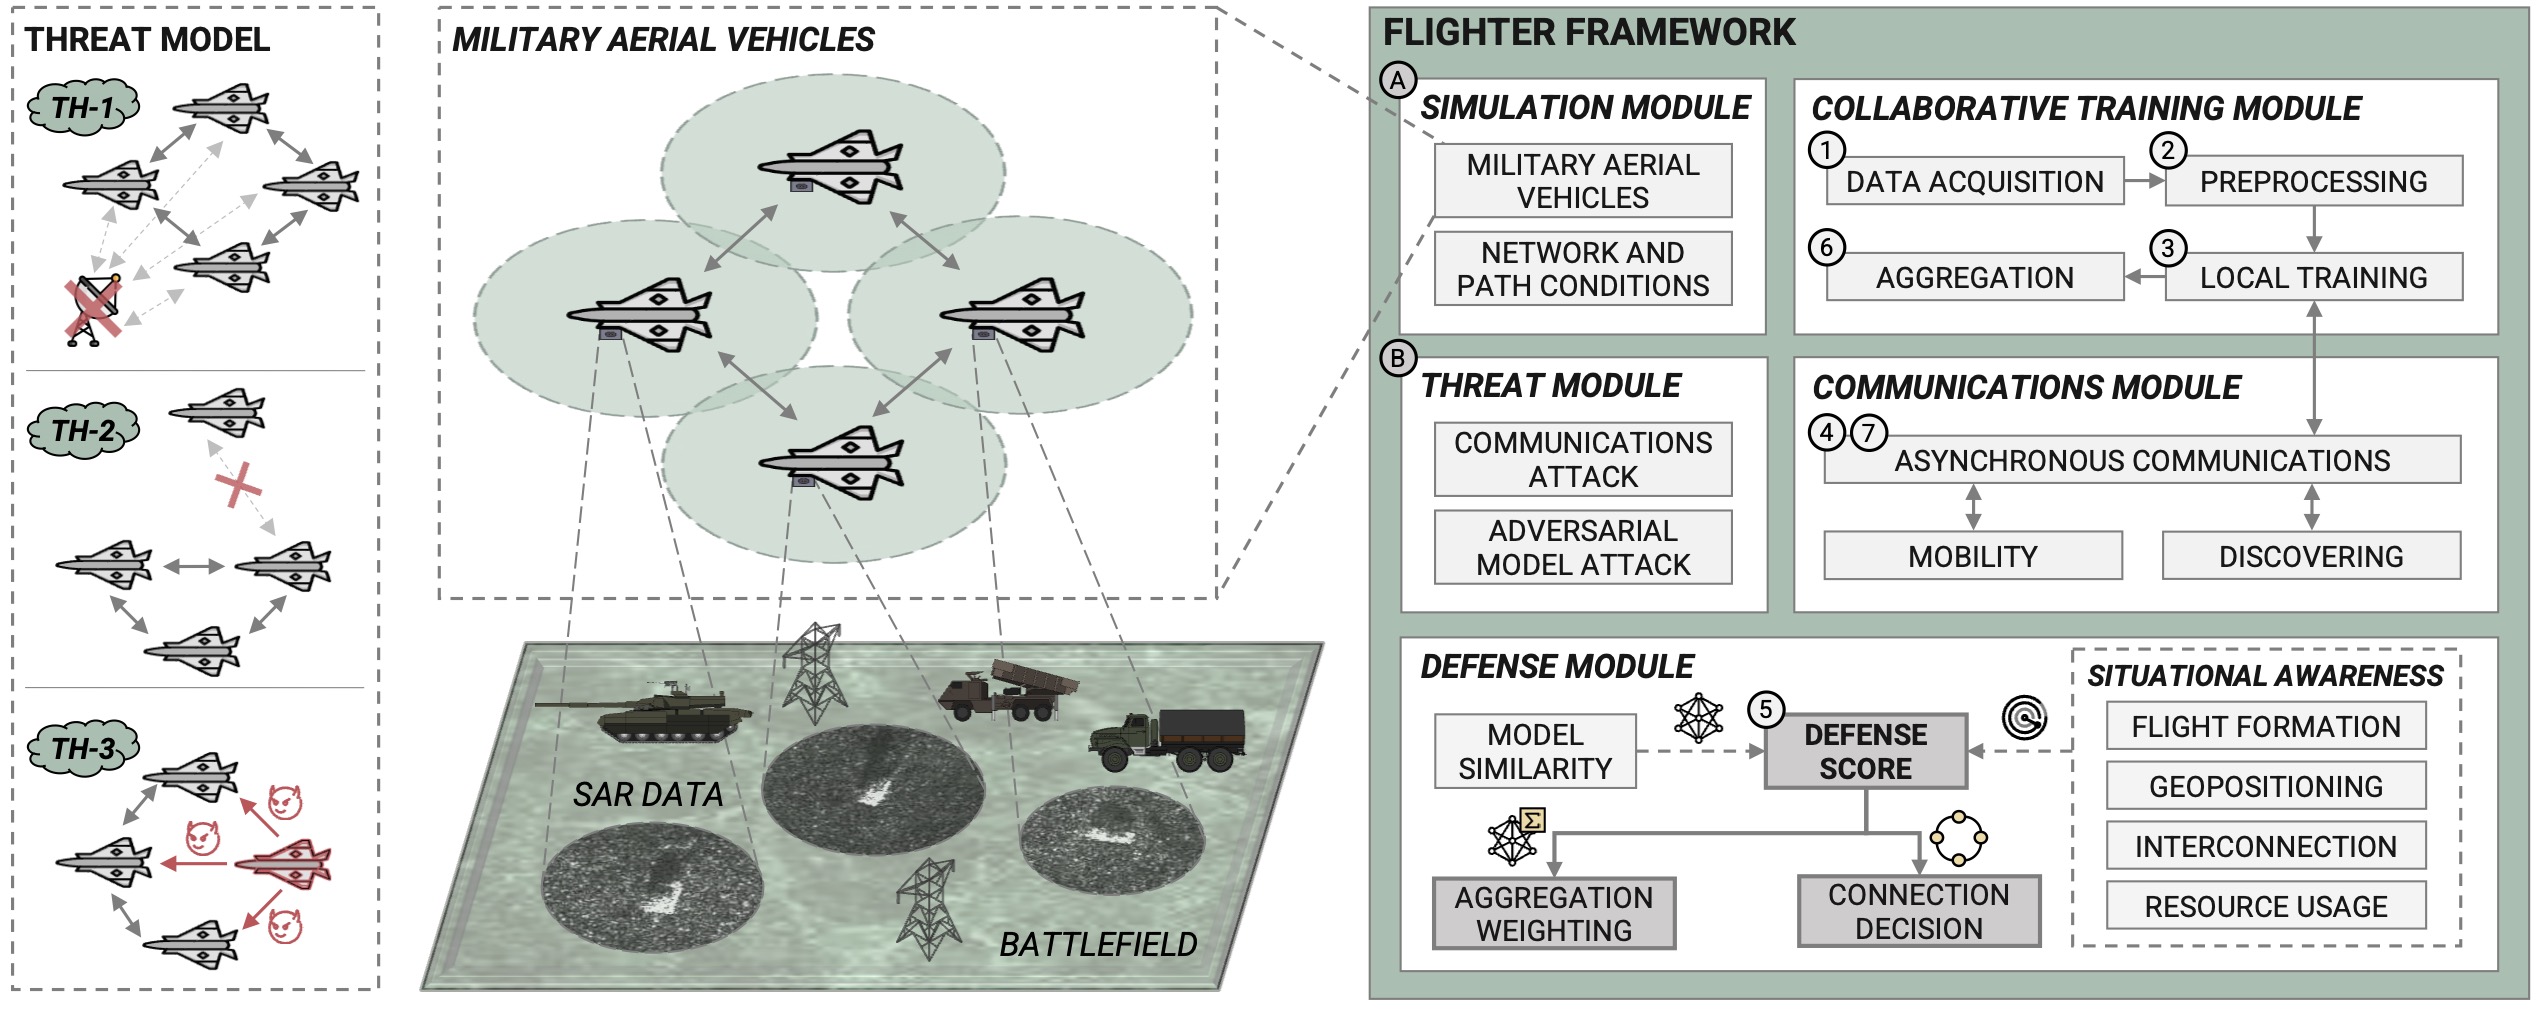 THREAT MODEL
TH-1
TH-2
TH-3
MILITARY AERIAL VEHICLES
SAR DATA
BATTLEFIELD
FLIGHTER FRAMEWORK
A
SIMULATION MODULE
MILITARY AERIAL
VEHICLES
NETWORK AND
PATH CONDITIONS
B
THREAT MODULE
COMMUNICATIONS
ATTACK
ADVERSARIAL
MODEL ATTACK
COLLABORATIVE TRAINING MODULE
1
DATA ACQUISITION
2
PREPROCESSING
6
AGGREGATION
3
LOCAL TRAINING
COMMUNICATIONS MODULE
4 7
ASYNCHRONOUS COMMUNICATIONS
MOBILITY
DISCOVERING
DEFENSE MODULE
MODEL
SIMILARITY
5
DEFENSE
SCORE
Σ
AGGREGATION
WEIGHTING
CONNECTION
DECISION
SITUATIONAL AWARENESS
FLIGHT FORMATION
GEOPOSITIONING
INTERCONNECTION
RESOURCE USAGE